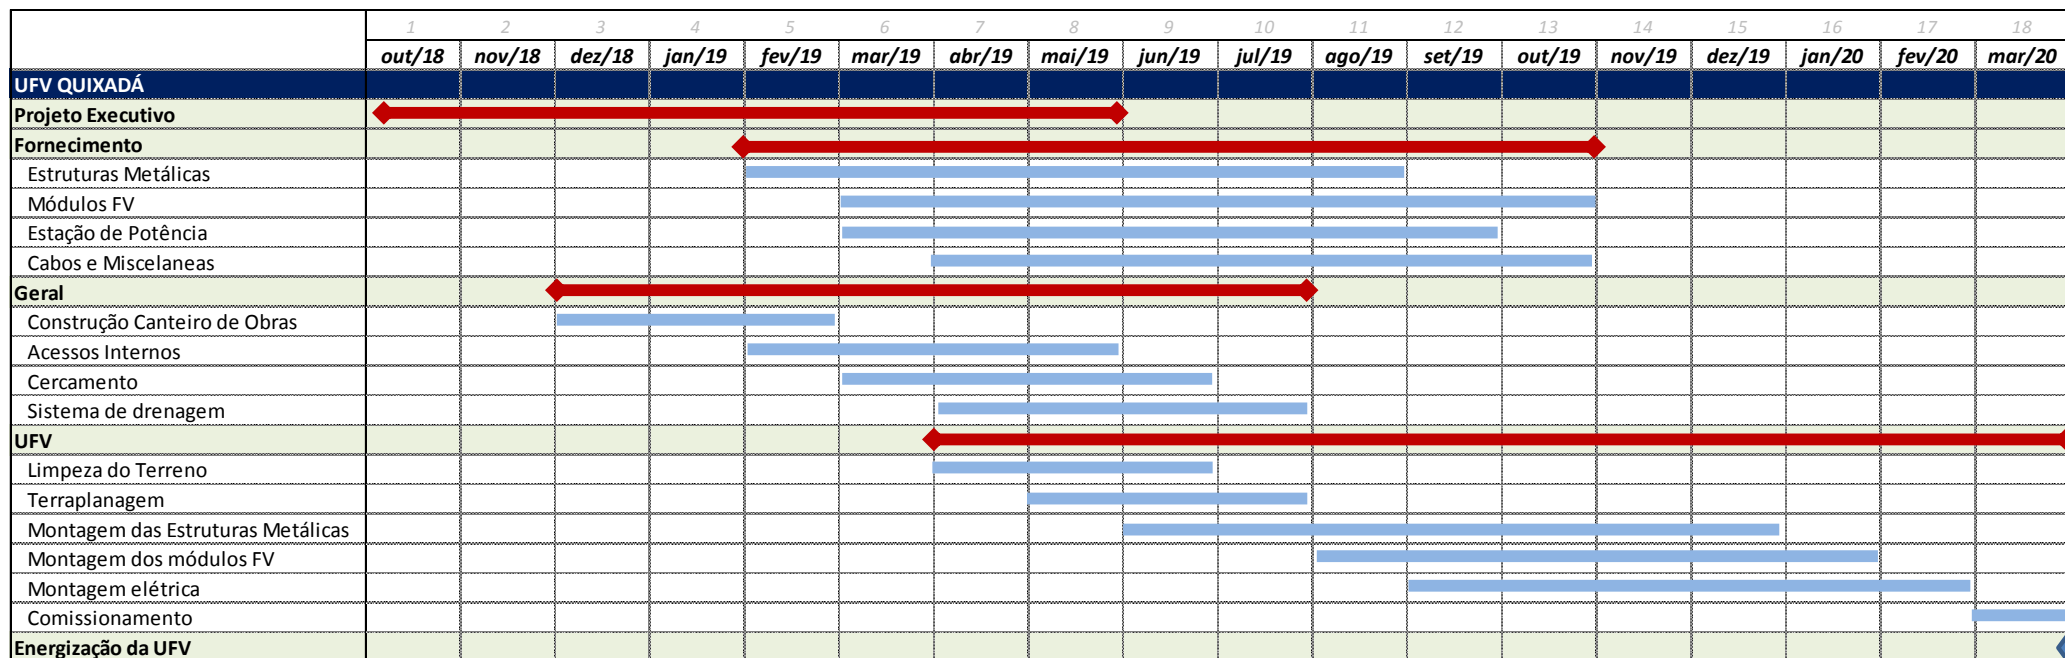 1 2 3 4 5 6 7 8 9 10 11 12 13 14 15 16 17 18
out/18 nov/18 dez/18 jan/19 fev/19 mar/19 abr/19 mai/19 jun/19 jul/19 ago/19 set/19 out/19 nov/19 dez/19 jan/20 fev/20 mar/20
UFV QUIXADÁ
Projeto Executivo
Fornecimento
Estruturas Metálicas
Módulos FV
Estação de Potência
Cabos e Miscelaneas
Geral
Construção Canteiro de Obras
Acessos Internos
Cercamento
Sistema de drenagem
UFV
Limpeza do Terreno
Terraplanagem
Montagem das Estruturas Metálicas
Montagem dos módulos FV
Montagem elétrica
Comissionamento
Energização da UFV